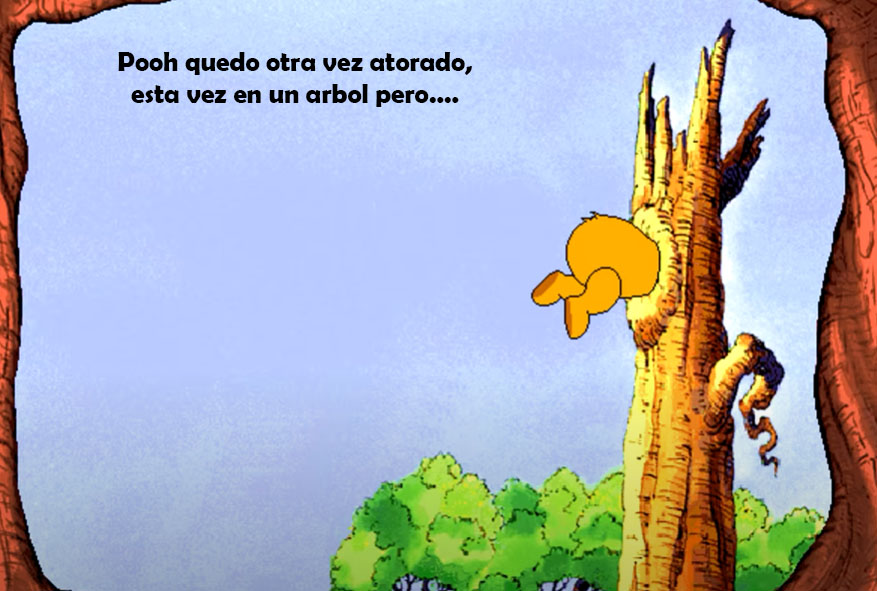 Pooh quedo otra vez atorado,
esta vez en un arbol pero....